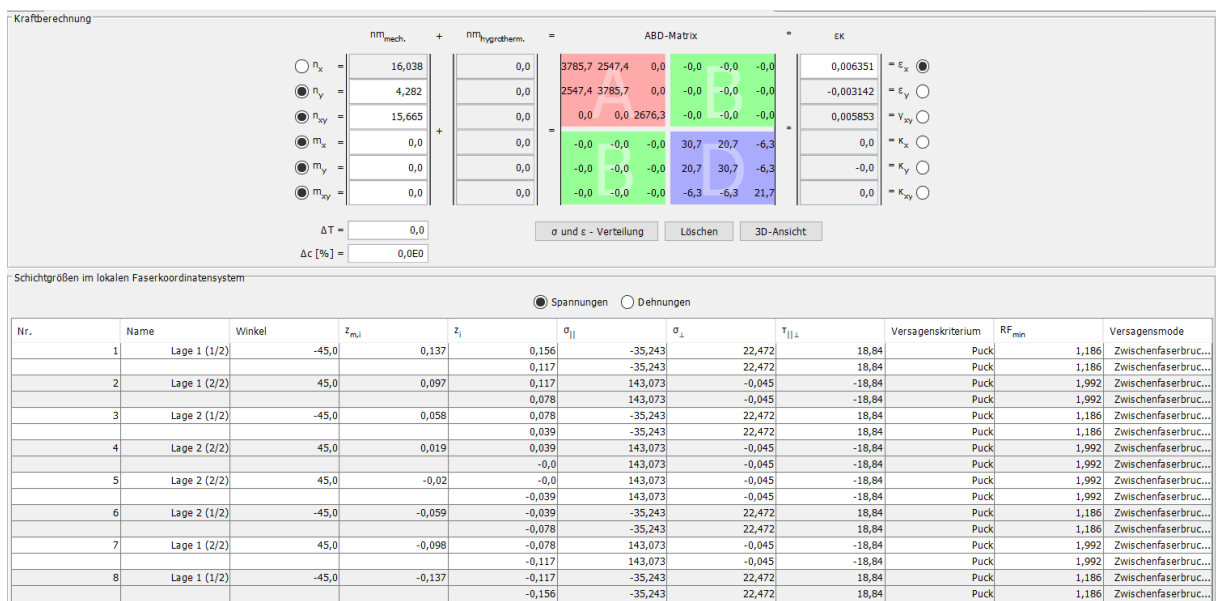 Kraftberechnung
nm mech. + nm hygrotherm. = ABD-Matrix * εκ
n x = 16,038 0,0 3785,7 2547,4 0,0 -0,0 -0,0 -0,0 0,006351 = ε x
n y = 4,282 0,0 2547,4 3785,7 0,0 -0,0 -0,0 -0,0 -0,003142 = ε y
n xy = 15,665 0,0 0,0 0,0 2676,3 -0,0 -0,0 -0,0 0,005853 = γ xy
A B
+ = *
m x = 0,0 0,0 -0,0 -0,0 -0,0 30,7 20,7 -6,3 0,0 = κ x
m y = 0,0 0,0 -0,0 -0,0 -0,0 20,7 30,7 -6,3 -0,0 = κ y
m xy = 0,0 0,0 -0,0 -0,0 -0,0 -6,3 -6,3 21,7 0,0 = κ xy
B D
ΔT = 0,0 σ und ε - Verteilung Löschen 3D-Ansicht
Δc [%] = 0,0E0
Schichtgrößen im lokalen Faserkoordinatensystem
Spannungen Dehnungen
Nr. Name Winkel z m,i z i σ || σ ⊥ τ ||⊥ Versagenskriterium RF min Versagensmode
1 Lage 1 (1/2) -45,0 0,137 0,156 -35,243 22,472 18,84 Puck 1,186 Zwischenfaserbruc...
0,117 -35,243 22,472 18,84 Puck 1,186 Zwischenfaserbruc...
2 Lage 1 (2/2) 45,0 0,097 0,117 143,073 -0,045 -18,84 Puck 1,992 Zwischenfaserbruc...
0,078 143,073 -0,045 -18,84 Puck 1,992 Zwischenfaserbruc...
3 Lage 2 (1/2) -45,0 0,058 0,078 -35,243 22,472 18,84 Puck 1,186 Zwischenfaserbruc...
0,039 -35,243 22,472 18,84 Puck 1,186 Zwischenfaserbruc...
4 Lage 2 (2/2) 45,0 0,019 0,039 143,073 -0,045 -18,84 Puck 1,992 Zwischenfaserbruc...
-0,0 143,073 -0,045 -18,84 Puck 1,992 Zwischenfaserbruc...
5 Lage 2 (2/2) 45,0 -0,02 -0,0 143,073 -0,045 -18,84 Puck 1,992 Zwischenfaserbruc...
-0,039 143,073 -0,045 -18,84 Puck 1,992 Zwischenfaserbruc...
6 Lage 2 (1/2) -45,0 -0,059 -0,039 -35,243 22,472 18,84 Puck 1,186 Zwischenfaserbruc...
-0,078 -35,243 22,472 18,84 Puck 1,186 Zwischenfaserbruc...
7 Lage 1 (2/2) 45,0 -0,098 -0,078 143,073 -0,045 -18,84 Puck 1,992 Zwischenfaserbruc...
-0,117 143,073 -0,045 -18,84 Puck 1,992 Zwischenfaserbruc...
8 Lage 1 (1/2) -45,0 -0,137 -0,117 -35,243 22,472 18,84 Puck 1,186 Zwischenfaserbruc...
-0,156 -35,243 22,472 18,84 Puck 1,186 Zwischenfaserbruc...